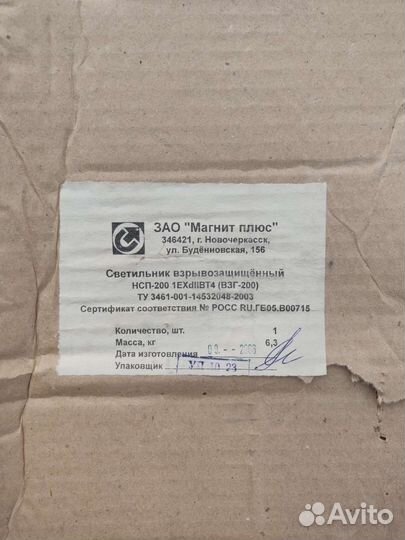 ЗАО "Магнит плюс"
346421, г. Новочеркасск,
ул. Будённовская, 156
Светильник взрывозащищённый
НСП-200 1ЕХdIIВТ4 (ВЗГ-200)
ТУ 3461-001-14532048-2003
Сертификат соответствия № РОСС RU.ГБ05.В00715
Количество, шт. 1
Масса, кг 6,3
Дата изготовления
Упаковщик
Avito